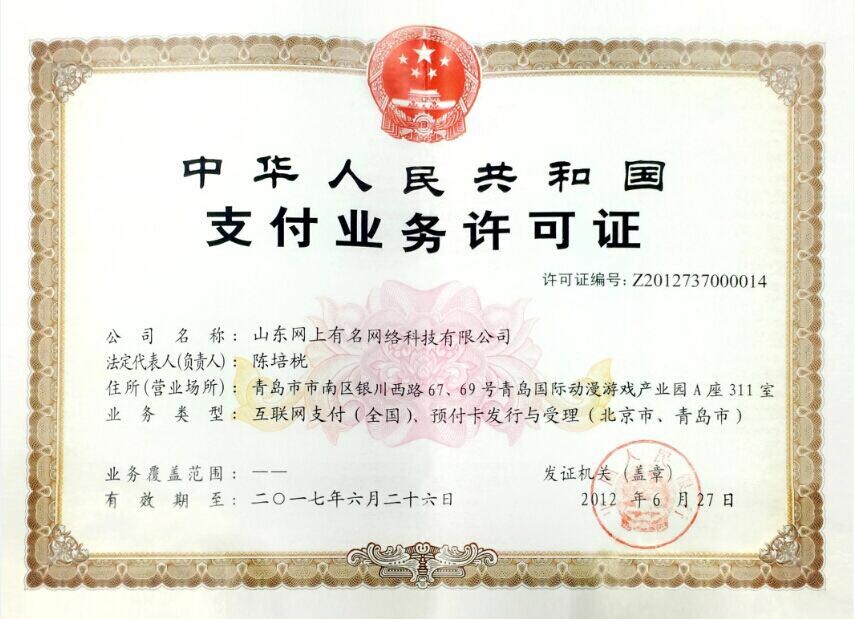 中华人民共和国
支付业务许可证
许可证编号: Z2012737000014
公司名称: 山东网上有名网络科技有限公司
法定代表人(负责人): 陈培桄
住所(营业场所): 青岛市市南区银川西路67、69号青岛国际动漫游戏产业园A座311室
业务类型: 互联网支付(全国)、预付卡发行与受理(北京市、青岛市)
业务覆盖范围: ——
发证机关(盖章)
有效期至: 二〇一七年六月二十六日
2012 年 6 月 27 日